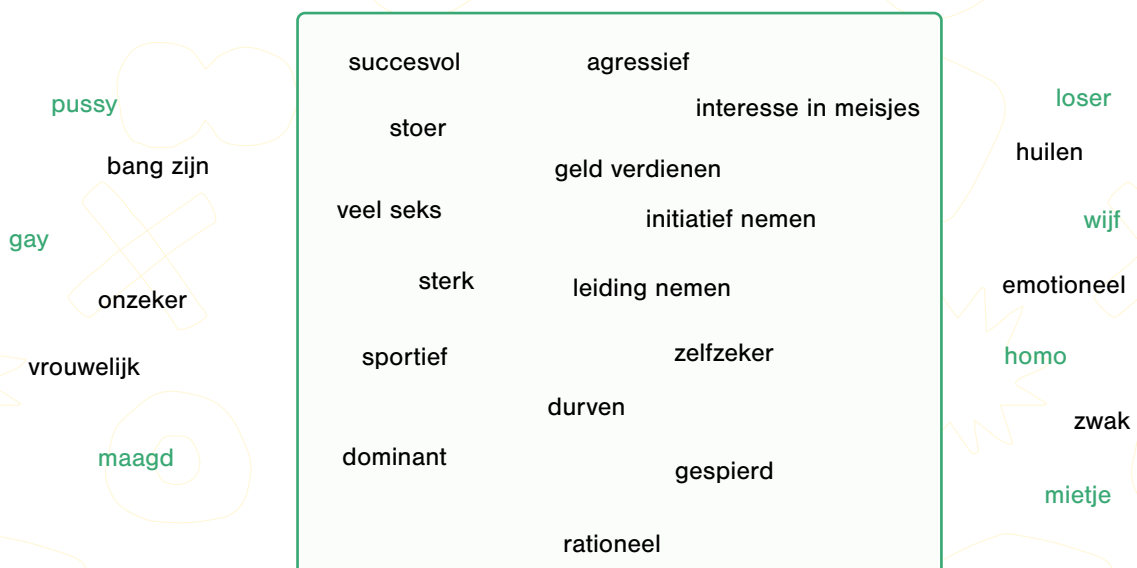 succesvol
agressief
pussy
loser
interesse in meisjes
stoer
huilen
bang zijn
geld verdienen
veel seks
initiatief nemen
wijf
gay
sterk
leiding nemen
emotioneel
onzeker
sportief
zelfzeker
homo
vrouwelijk
durven
zwak
maagd
dominant
gespierd
mietje
rationeel